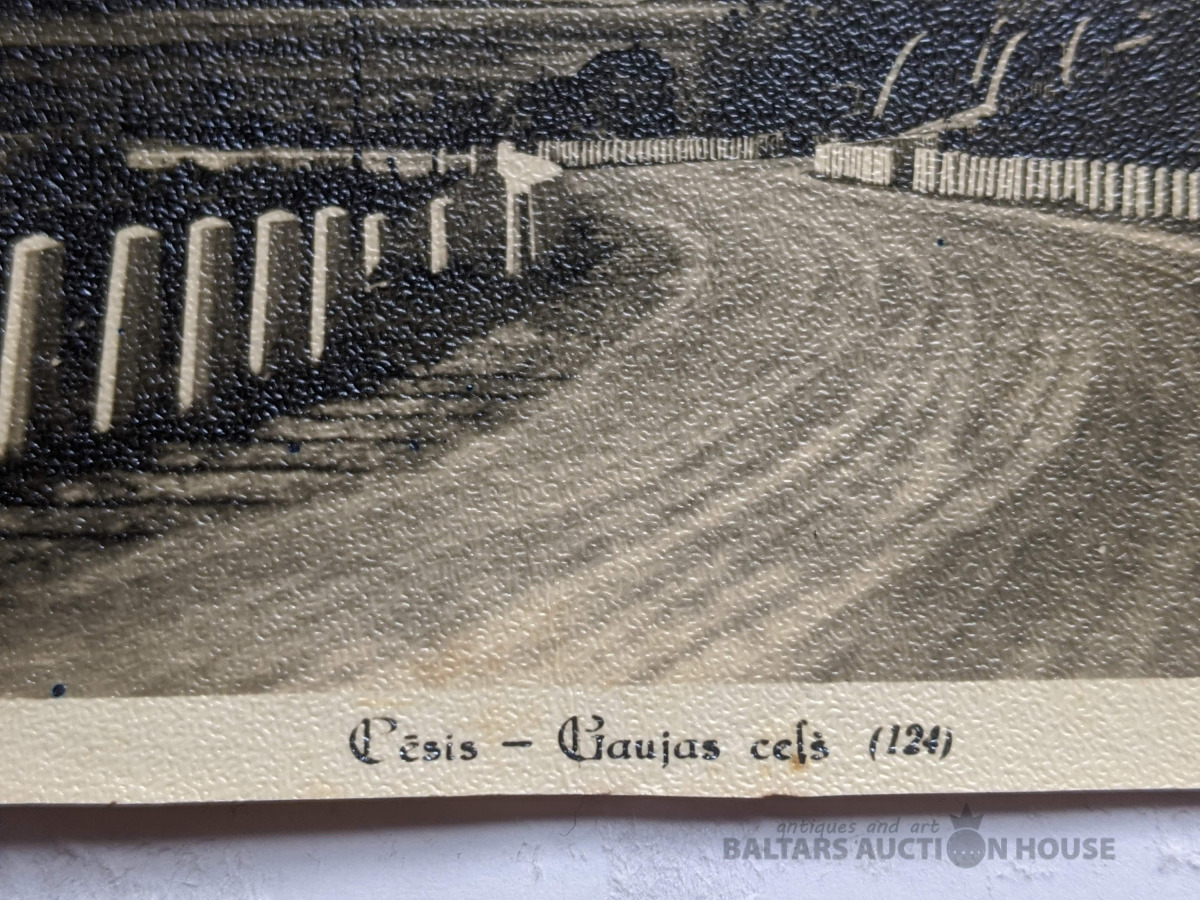 Cēsis — Gaujas ceļš (124)
antiques and art
BALTARS AUCTION HOUSE